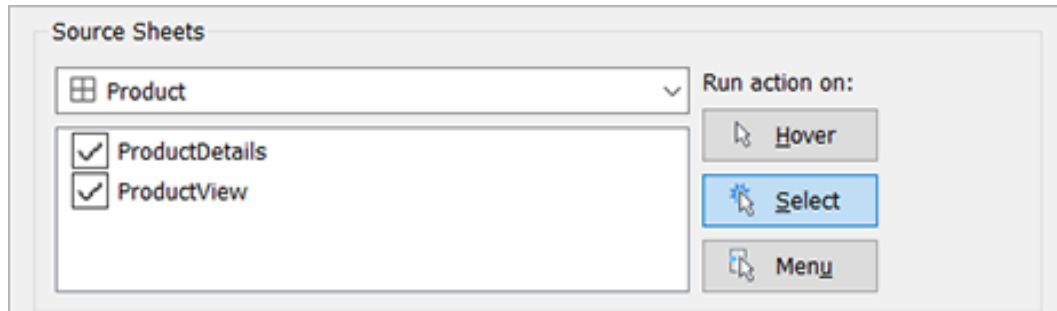 Source Sheets
Product
Run action on:
ProductDetails
ProductView
Hover
Select
Menu